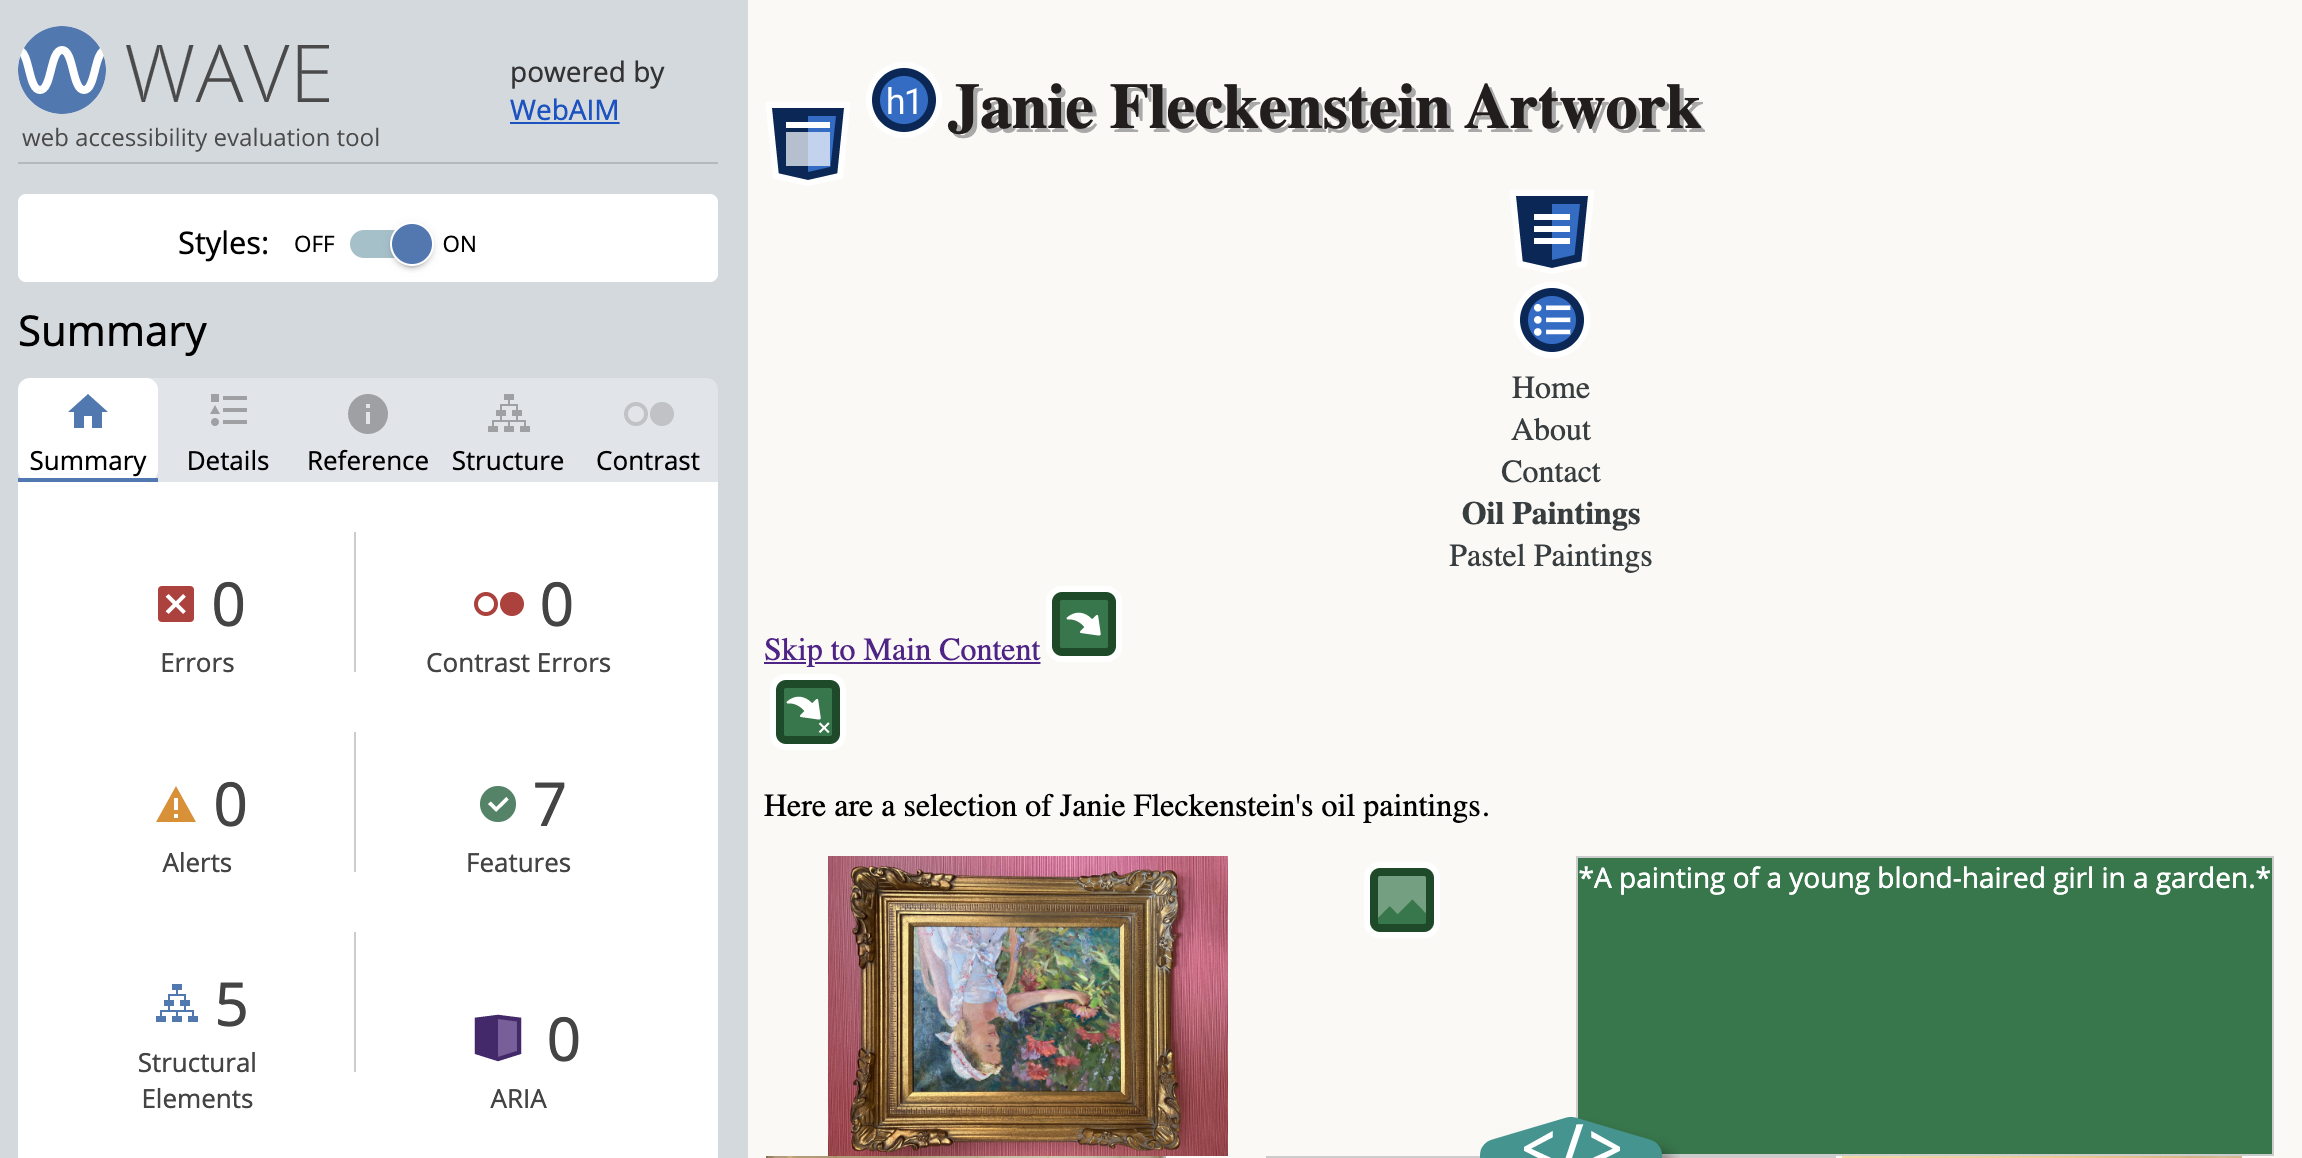 WAVE
web accessibility evaluation tool
powered by
WebAIM
Styles: OFF ON
Summary
Summary Details Reference Structure Contrast
0
Errors
0
Contrast Errors
0
Alerts
7
Features
5
Structural
Elements
0
ARIA
h1 Janie Fleckenstein Artwork
Home
About
Contact
Oil Paintings
Pastel Paintings
Skip to Main Content
Here are a selection of Janie Fleckenstein's oil paintings.
*A painting of a young blond-haired girl in a garden.*
</>